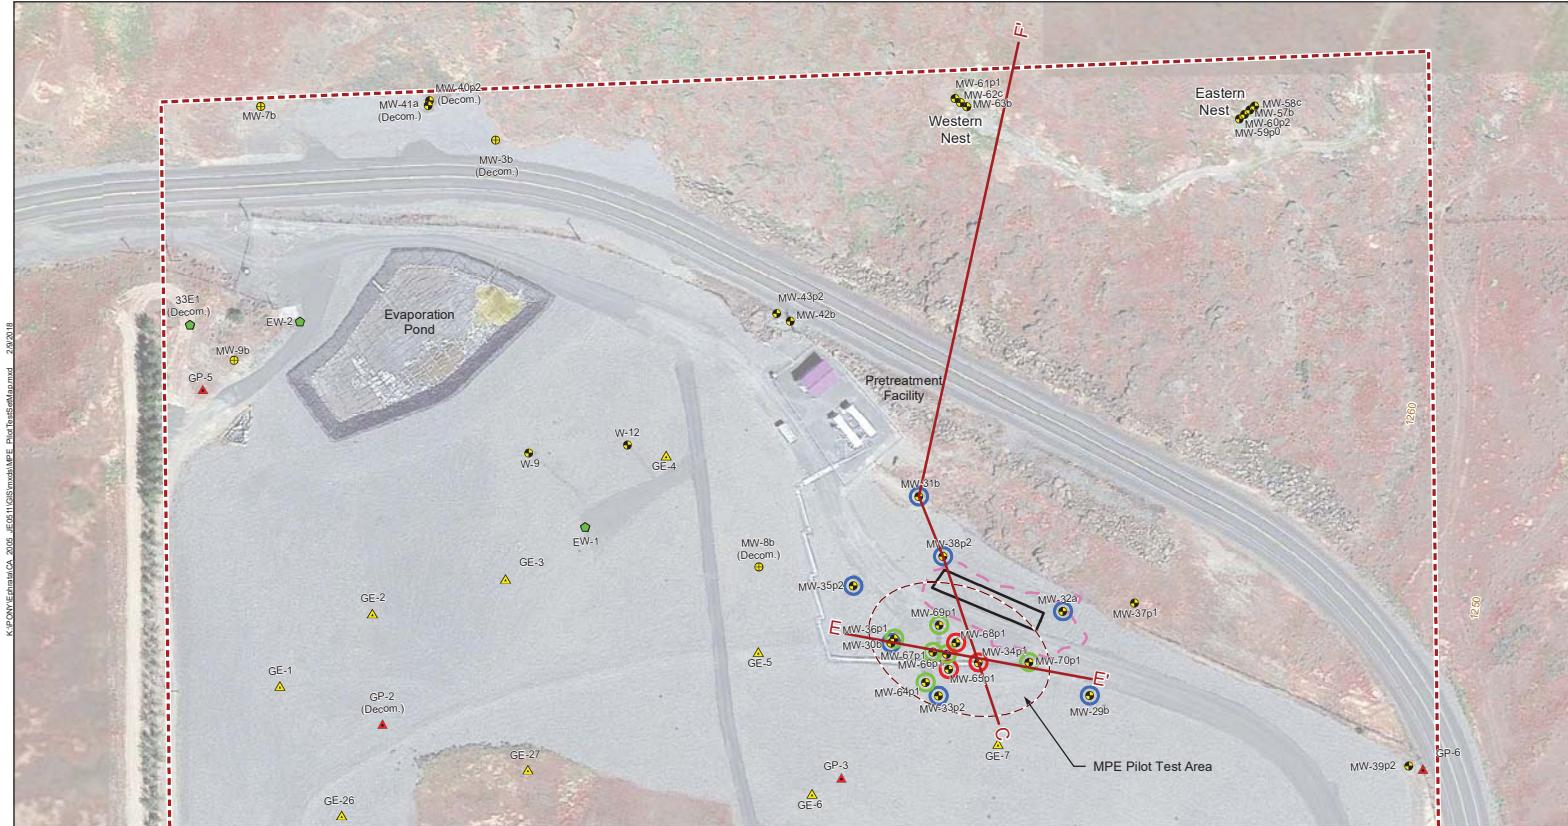 F'
MW-61p1
MW-62c
MW-63b
Western
Nest
Eastern
Nest
MW-58c
MW-57b
MW-60p2
MW-59p0
MW-7b
MW-41a
(Decom.)
MW-40p2
(Decom.)
MW-3b
(Decom.)
33E1
(Decom.)
EW-2
MW-9b
GP-5
Evaporation
Pond
MW-43p2
MW-42b
Pretreatment
Facility
W-9
W-12
GE-4
EW-1
GE-3
GE-2
GE-1
GP-2
(Decom.)
GE-27
GE-26
MW-8b
(Decom.)
GE-5
GP-3
GE-6
MW-31b
MW-38p2
MW-35p2
MW-32a
MW-37p1
MW-69p1
MW-36p1
MW-30b
MW-68p1
MW-67p1
MW-66p1
MW-34p1
MW-70p1
MW-65p1
MW-64p1
MW-33p2
MW-29b
E
E'
C
GE-7
MPE Pilot Test Area
MW-39p2
GP-6
1260
1250